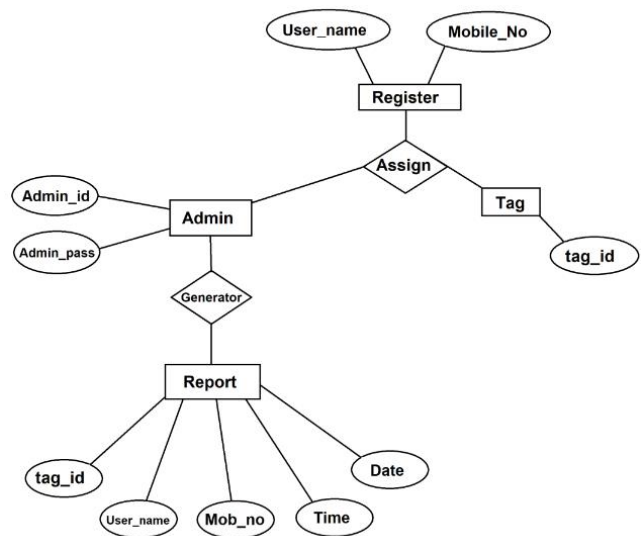 User_name
Mobile_No
Register
Assign
Admin_id
Admin
Tag
Admin_pass
tag_id
Generator
Report
tag_id
User_name
Mob_no
Time
Date